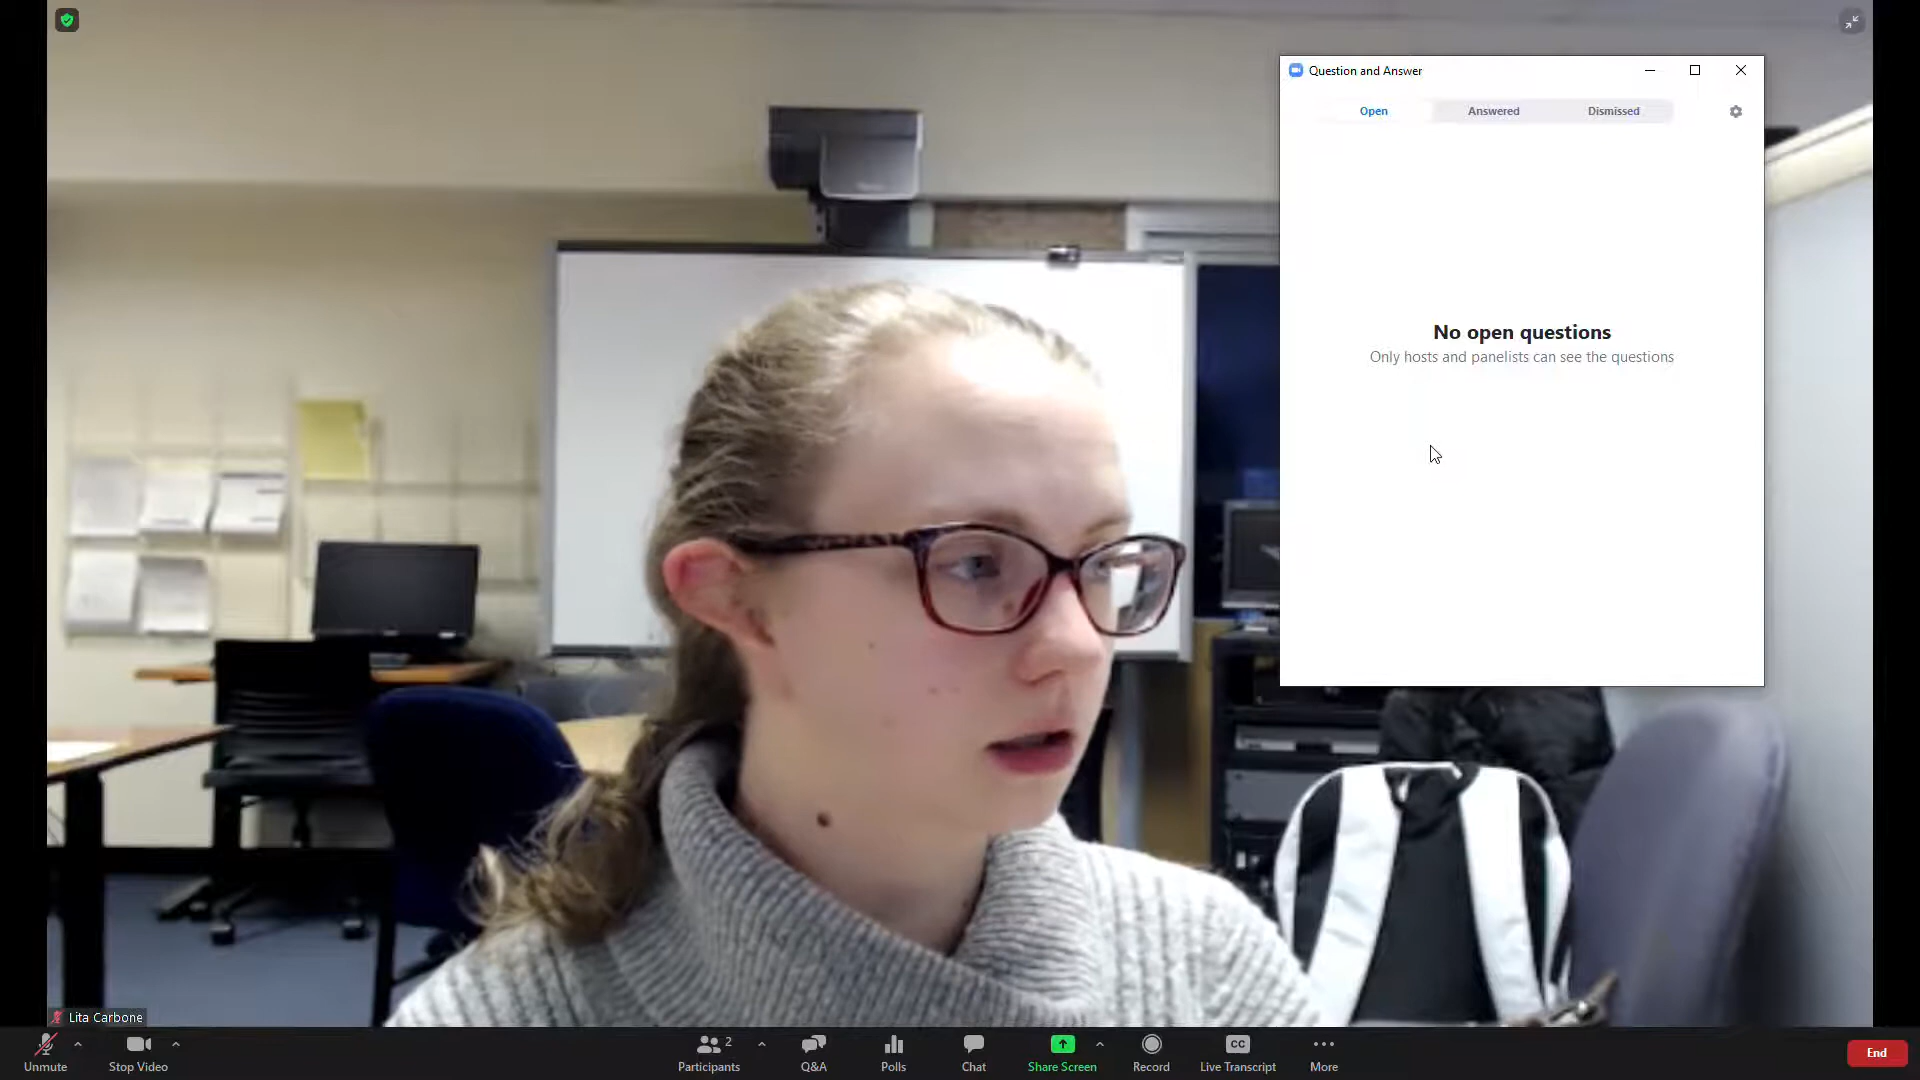 Question and Answer
Open Answered Dismissed
No open questions
Only hosts and panelists can see the questions
Lita Carbone
2
Unmute Stop Video Participants Q&A Polls Chat Share Screen Record CC Live Transcript More End